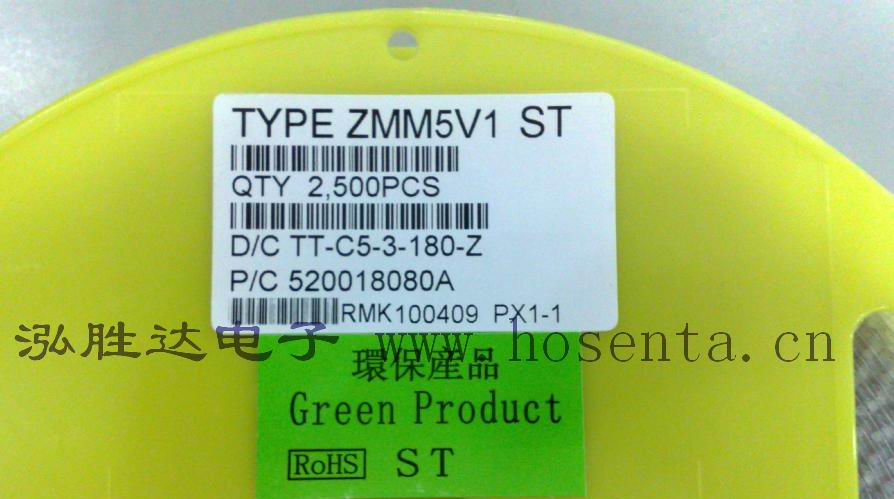 TYPE ZMM5V1 ST
QTY 2,500PCS
D/C TT-C5-3-180-Z
P/C 520018080A
RMK100409 PX1-1
泓胜达电子 www.hosenta.cn
環保産品
Green Product
RoHS ST